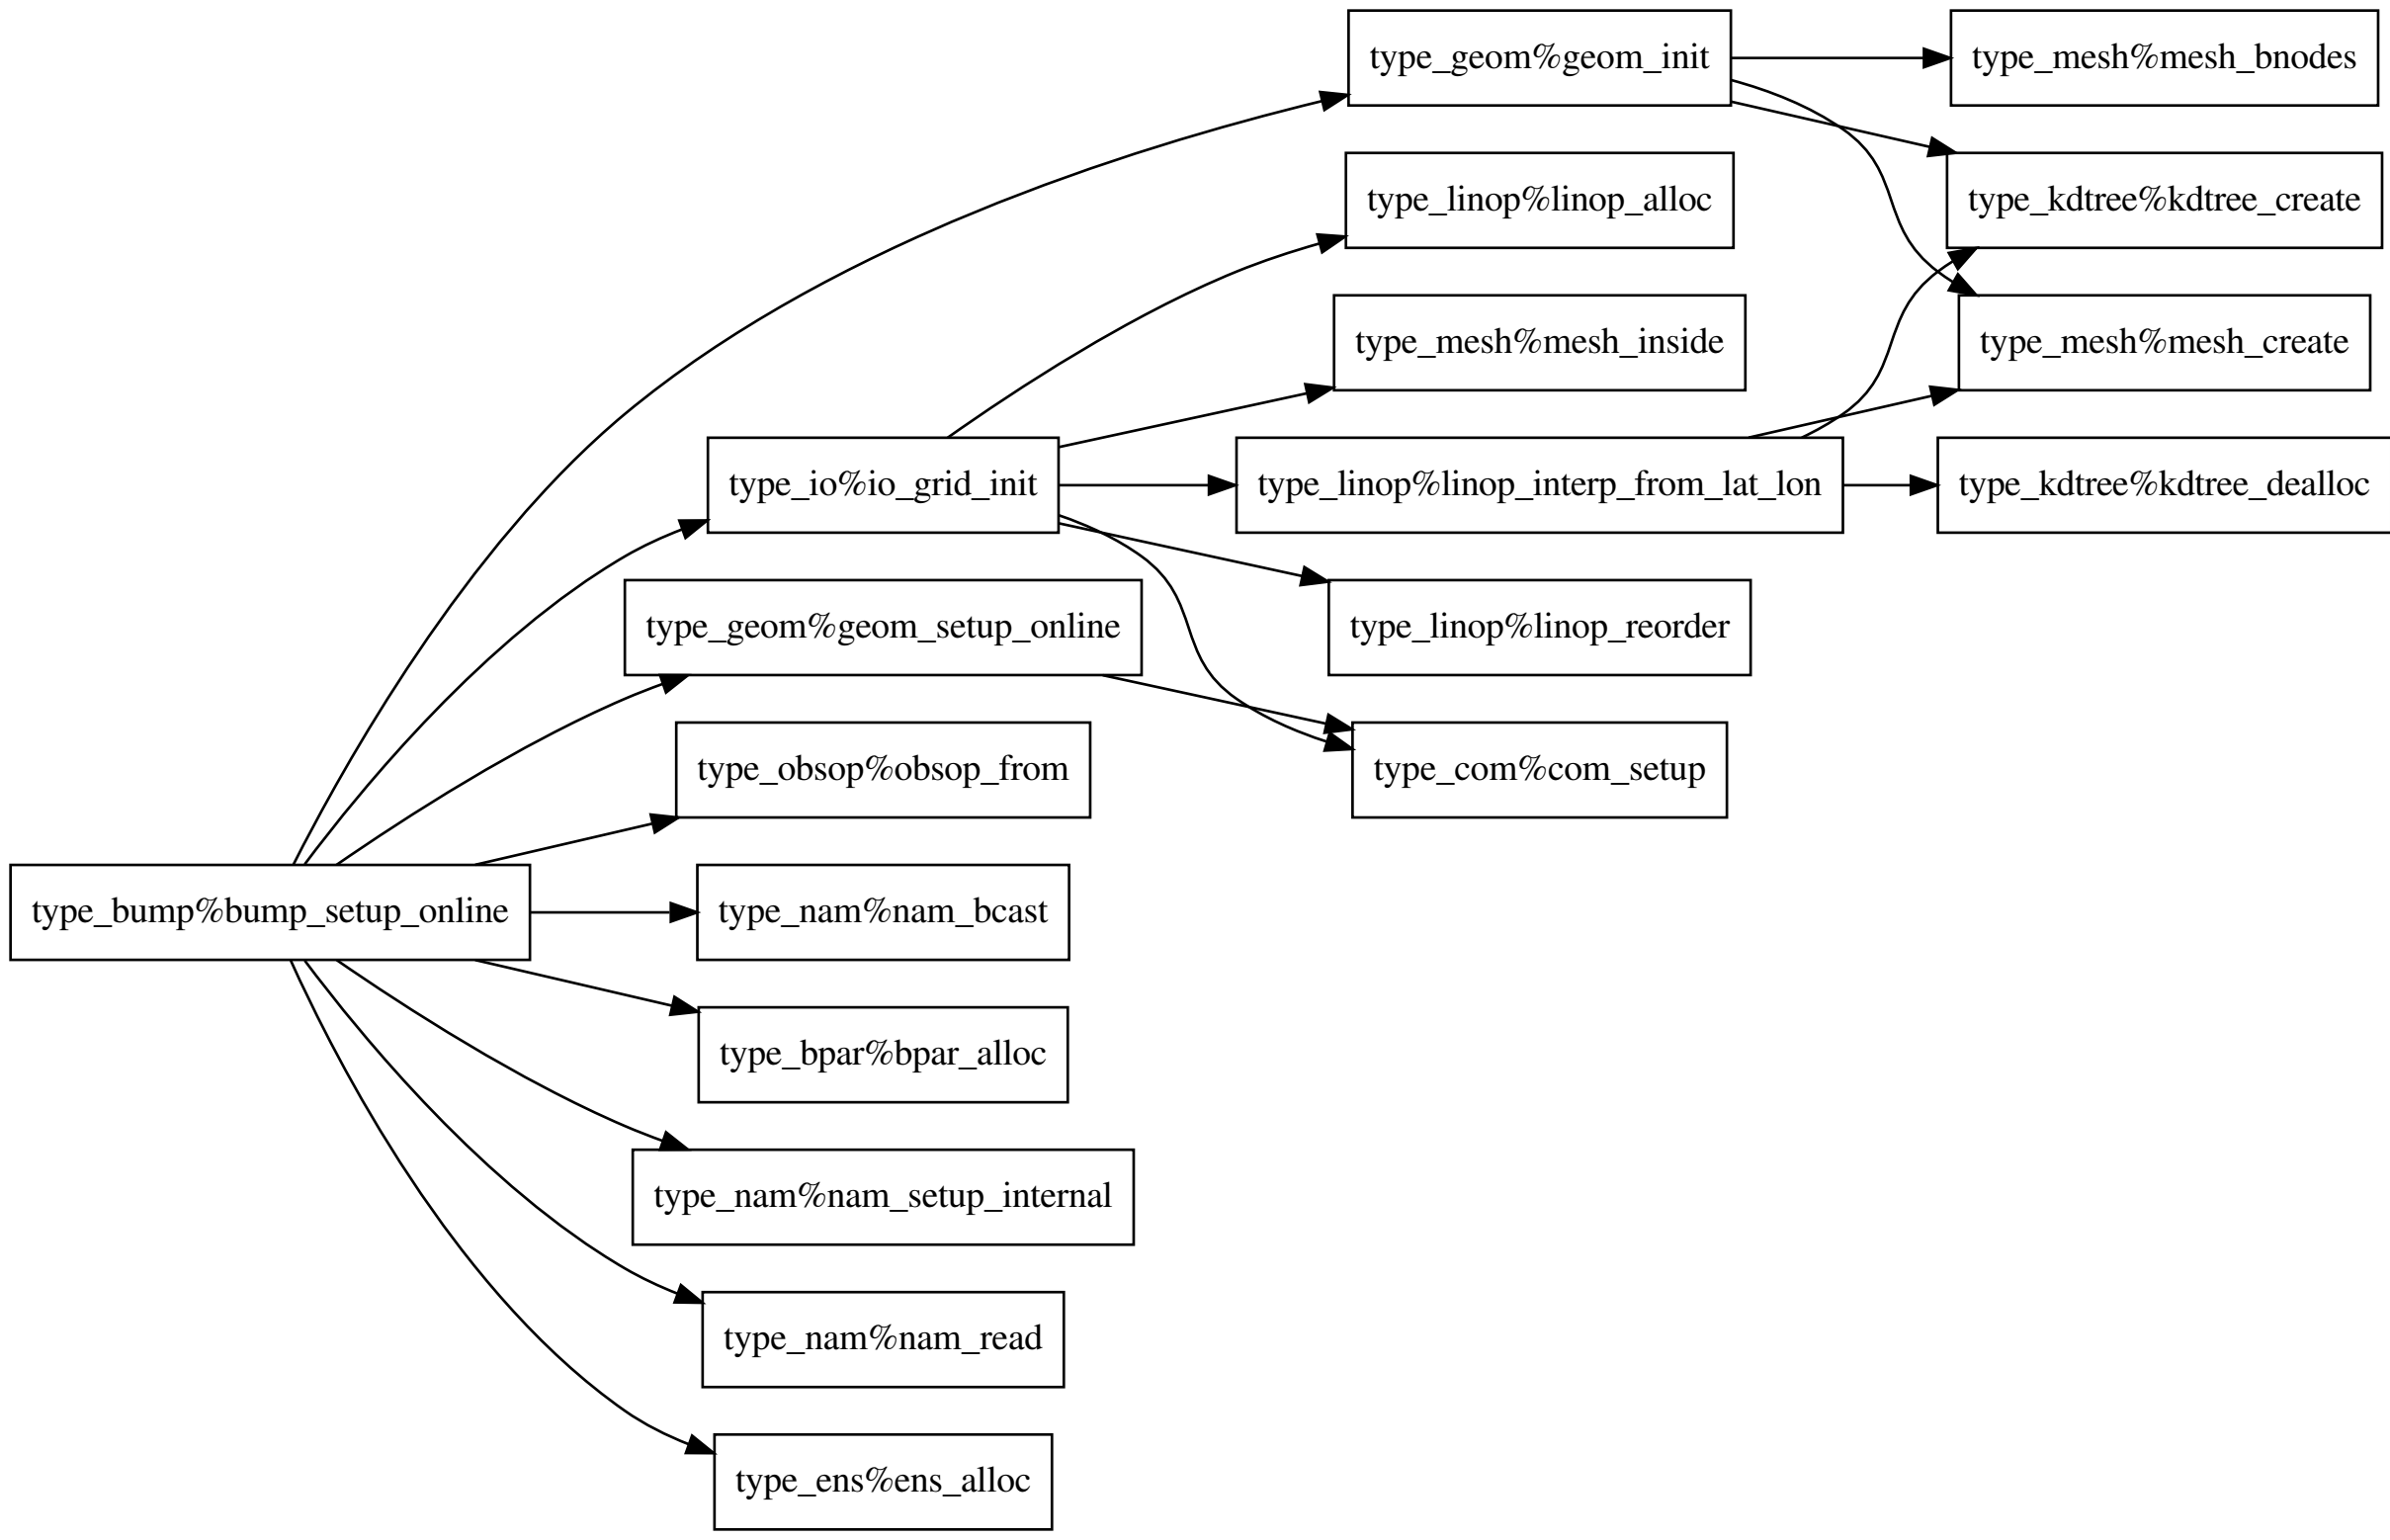 type_geom%geom_init
type_mesh%mesh_bnodes
type_linop%linop_alloc
type_kdtree%kdtree_create
type_mesh%mesh_inside
type_mesh%mesh_create
type_io%io_grid_init
type_linop%linop_interp_from_lat_lon
type_kdtree%kdtree_dealloc
type_geom%geom_setup_online
type_linop%linop_reorder
type_obsop%obsop_from
type_com%com_setup
type_bump%bump_setup_online
type_nam%nam_bcast
type_bpar%bpar_alloc
type_nam%nam_setup_internal
type_nam%nam_read
type_ens%ens_alloc